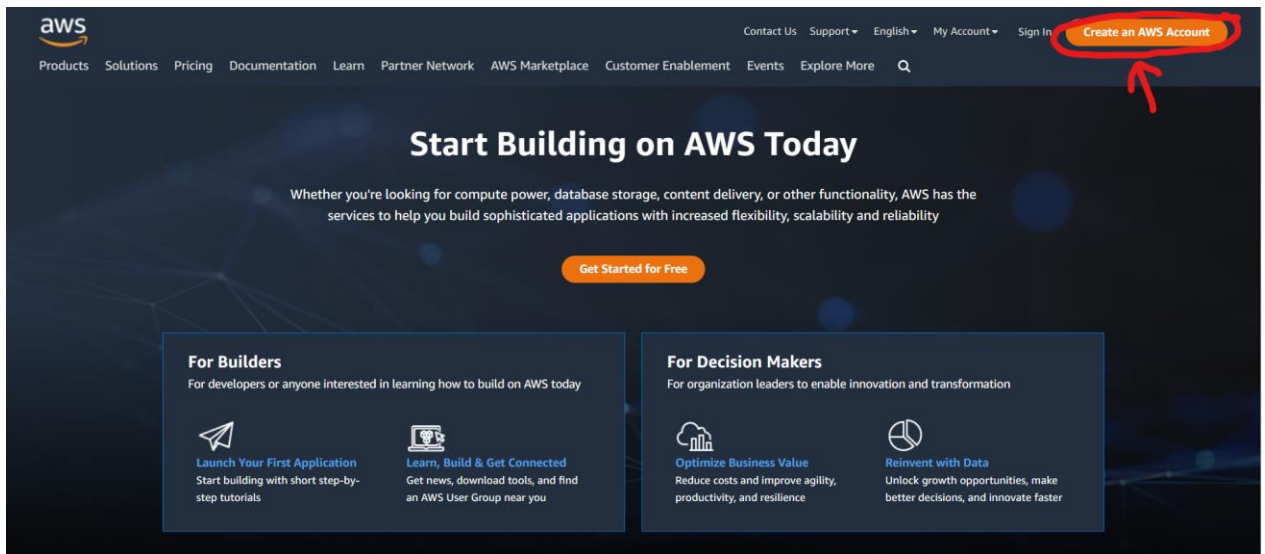 aws
Contact Us Support English My Account Sign In Create an AWS Account
Products Solutions Pricing Documentation Learn Partner Network AWS Marketplace Customer Enablement Events Explore More
Start Building on AWS Today
Whether you're looking for compute power, database storage, content delivery, or other functionality, AWS has the
services to help you build sophisticated applications with increased flexibility, scalability and reliability
Get Started for Free
For Builders
For developers or anyone interested in learning how to build on AWS today
Launch Your First Application
Start building with short step-by-
step tutorials
Learn, Build & Get Connected
Get news, download tools, and find
an AWS User Group near you
For Decision Makers
For organization leaders to enable innovation and transformation
Optimize Business Value
Reduce costs and improve agility,
productivity, and resilience
Reinvent with Data
Unlock growth opportunities, make
better decisions, and innovate faster